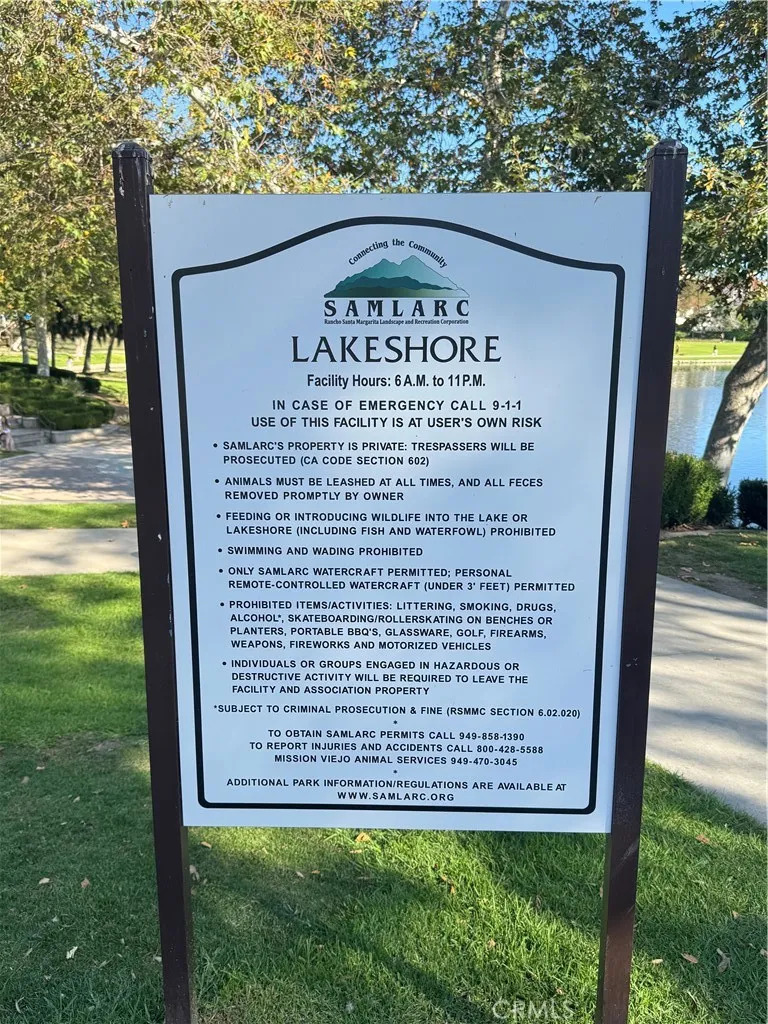 Connecting the Community
SAMLARC
Rancho Santa Margarita Landscape and Recreation Corporation
LAKESHORE
Facility Hours: 6 A.M. to 11 P.M.
IN CASE OF EMERGENCY CALL 9-1-1
USE OF THIS FACILITY IS AT USER'S OWN RISK
• SAMLARC'S PROPERTY IS PRIVATE: TRESPASSERS WILL BE
PROSECUTED (CA CODE SECTION 602)
• ANIMALS MUST BE LEASHED AT ALL TIMES, AND ALL FECES
REMOVED PROMPTLY BY OWNER
• FEEDING OR INTRODUCING WILDLIFE INTO THE LAKE OR
LAKESHORE (INCLUDING FISH AND WATERFOWL) PROHIBITED
• SWIMMING AND WADING PROHIBITED
• ONLY SAMLARC WATERCRAFT PERMITTED; PERSONAL
REMOTE-CONTROLLED WATERCRAFT (UNDER 3' FEET) PERMITTED
• PROHIBITED ITEMS/ACTIVITIES: LITTERING, SMOKING, DRUGS,
ALCOHOL*, SKATEBOARDING/ROLLERSKATING ON BENCHES OR
PLANTERS, PORTABLE BBQ'S, GLASSWARE, GOLF, FIREARMS,
WEAPONS, FIREWORKS AND MOTORIZED VEHICLES
• INDIVIDUALS OR GROUPS ENGAGED IN HAZARDOUS OR
DESTRUCTIVE ACTIVITY WILL BE REQUIRED TO LEAVE THE
FACILITY AND ASSOCIATION PROPERTY
*SUBJECT TO CRIMINAL PROSECUTION & FINE (RSMMC SECTION 6.02.020)
*
TO OBTAIN SAMLARC PERMITS CALL 949-858-1390
TO REPORT INJURIES AND ACCIDENTS CALL 800-428-5588
MISSION VIEJO ANIMAL SERVICES 949-470-3045
*
ADDITIONAL PARK INFORMATION/REGULATIONS ARE AVAILABLE AT
WWW.SAMLARC.ORG
CRMLS